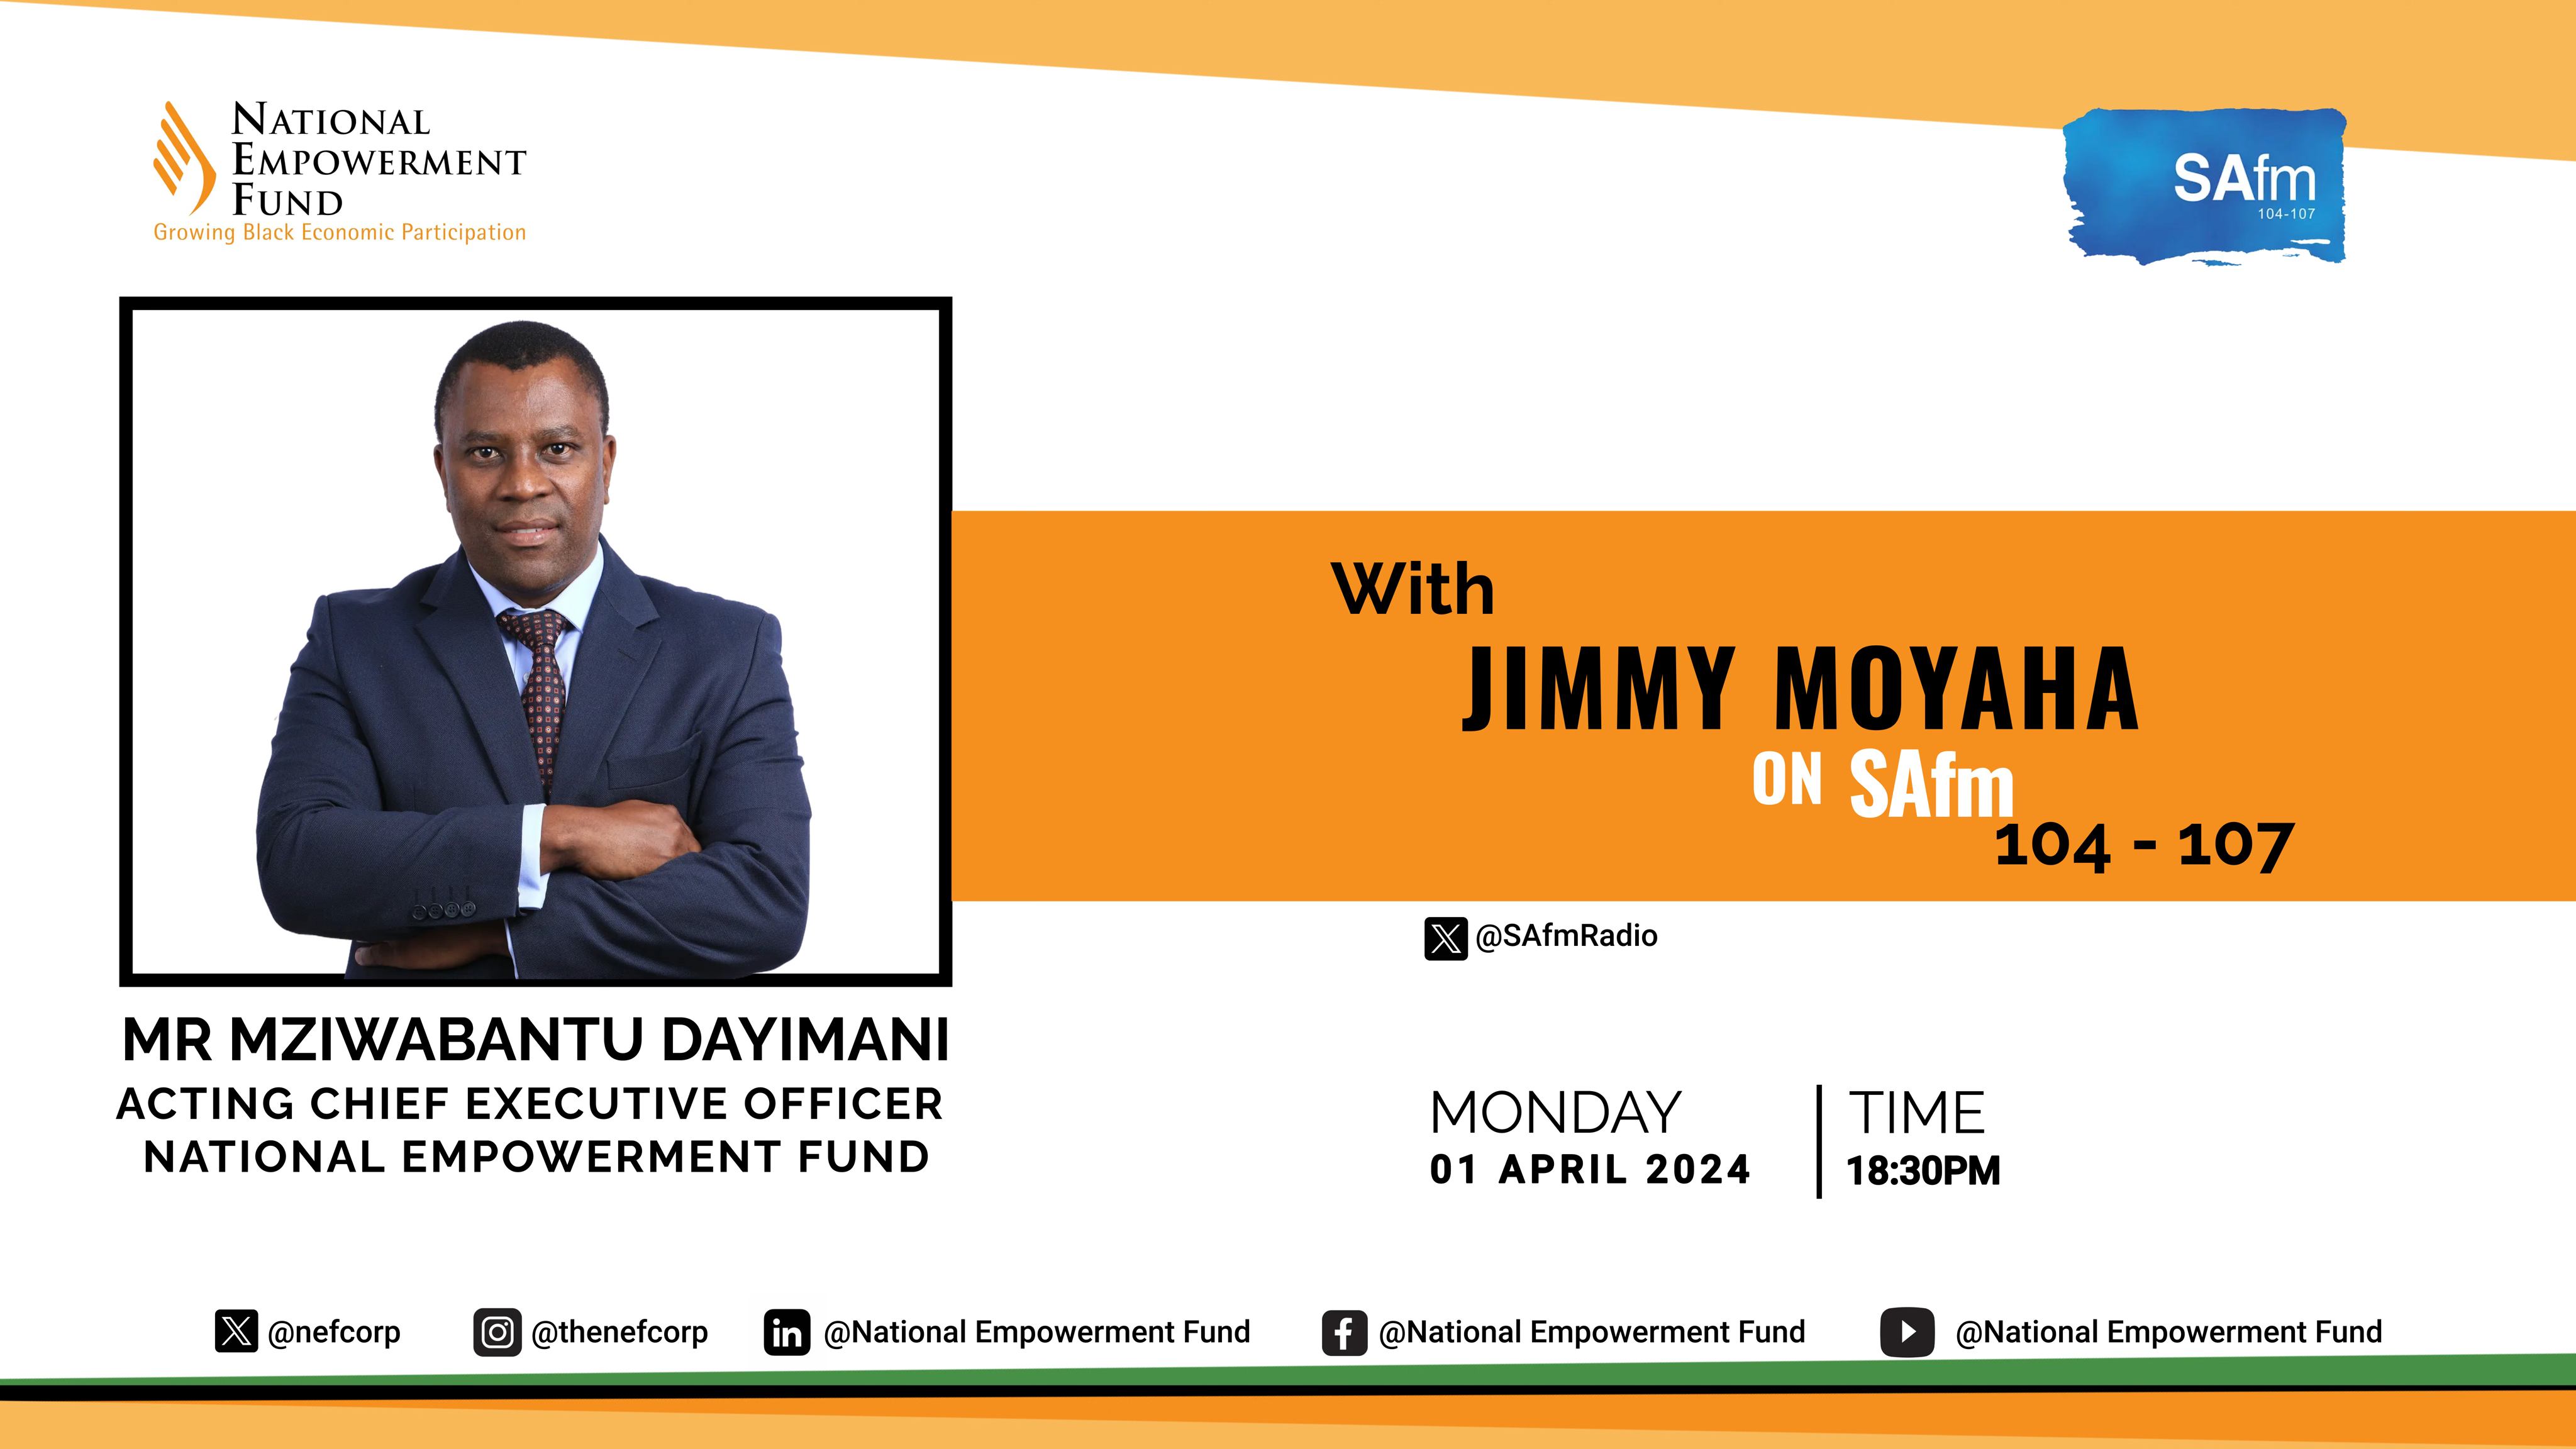 NATIONAL
EMPOWERMENT
FUND
Growing Black Economic Participation
SAfm
104-107
With
JIMMY MOYAHA
ON SAfm
104 - 107
@SAfmRadio
MR MZIWABANTU DAYIMANI
ACTING CHIEF EXECUTIVE OFFICER
NATIONAL EMPOWERMENT FUND
MONDAY
01 APRIL 2024
TIME
18:30PM
@nefcorp
@thenefcorp
@National Empowerment Fund
@National Empowerment Fund
@National Empowerment Fund